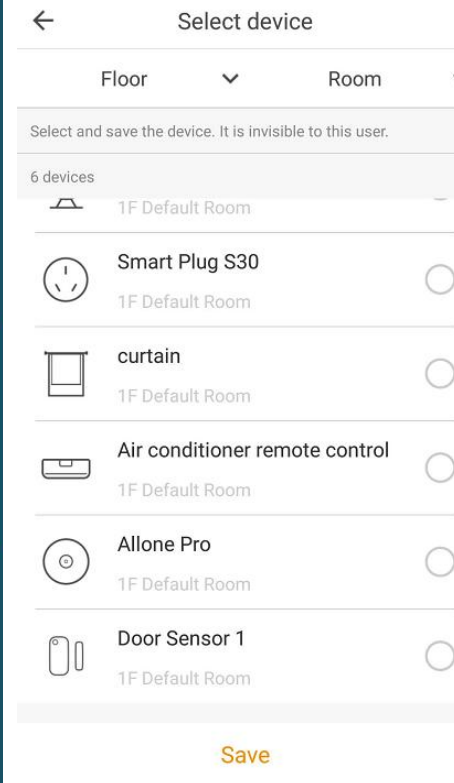 Select device
Floor Room
Select and save the device. It is invisible to this user.
6 devices
1F Default Room
Smart Plug S30
1F Default Room
curtain
1F Default Room
Air conditioner remote control
1F Default Room
Allone Pro
1F Default Room
Door Sensor 1
1F Default Room
Save